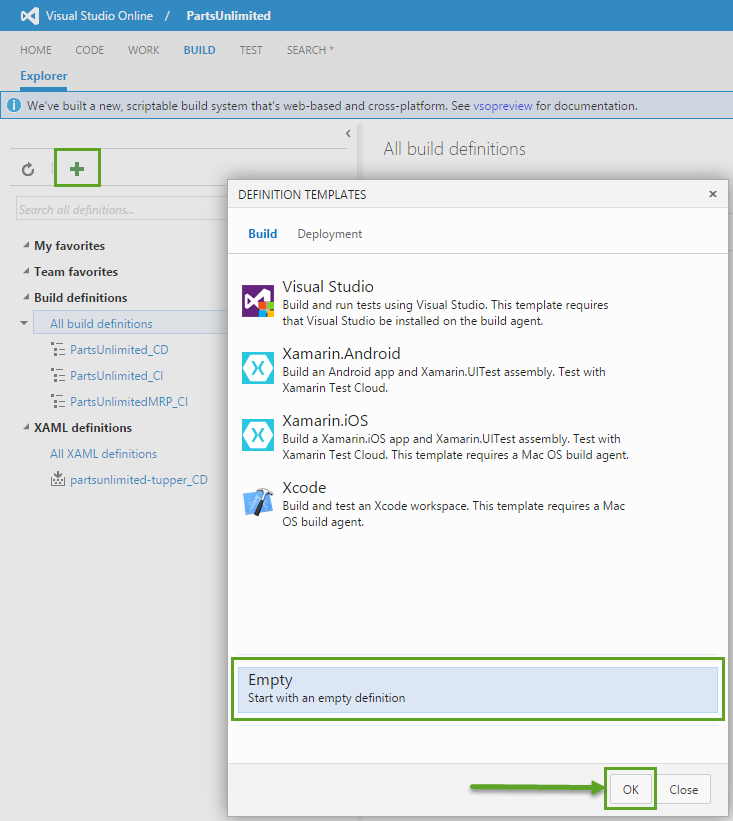 Visual Studio Online / PartsUnlimited
HOME CODE WORK BUILD TEST SEARCH *
Explorer
We've built a new, scriptable build system that's web-based and cross-platform. See vsopreview for documentation.
All build definitions
Search all definitions...
My favorites
Team favorites
Build definitions
All build definitions
PartsUnlimited_CD
PartsUnlimited_CI
PartsUnlimitedMRP_CI
XAML definitions
All XAML definitions
partsunlimited-tupper_CD
DEFINITION TEMPLATES
Build Deployment
Visual Studio
Build and run tests using Visual Studio. This template requires
that Visual Studio be installed on the build agent.
Xamarin.Android
Build an Android app and Xamarin.UITest assembly. Test with
Xamarin Test Cloud.
Xamarin.iOS
Build a Xamarin.iOS app and Xamarin.UITest assembly. Test with
Xamarin Test Cloud. This template requires a Mac OS build agent.
Xcode
Build and test an Xcode workspace. This template requires a Mac
OS build agent.
Empty
Start with an empty definition
OK Close